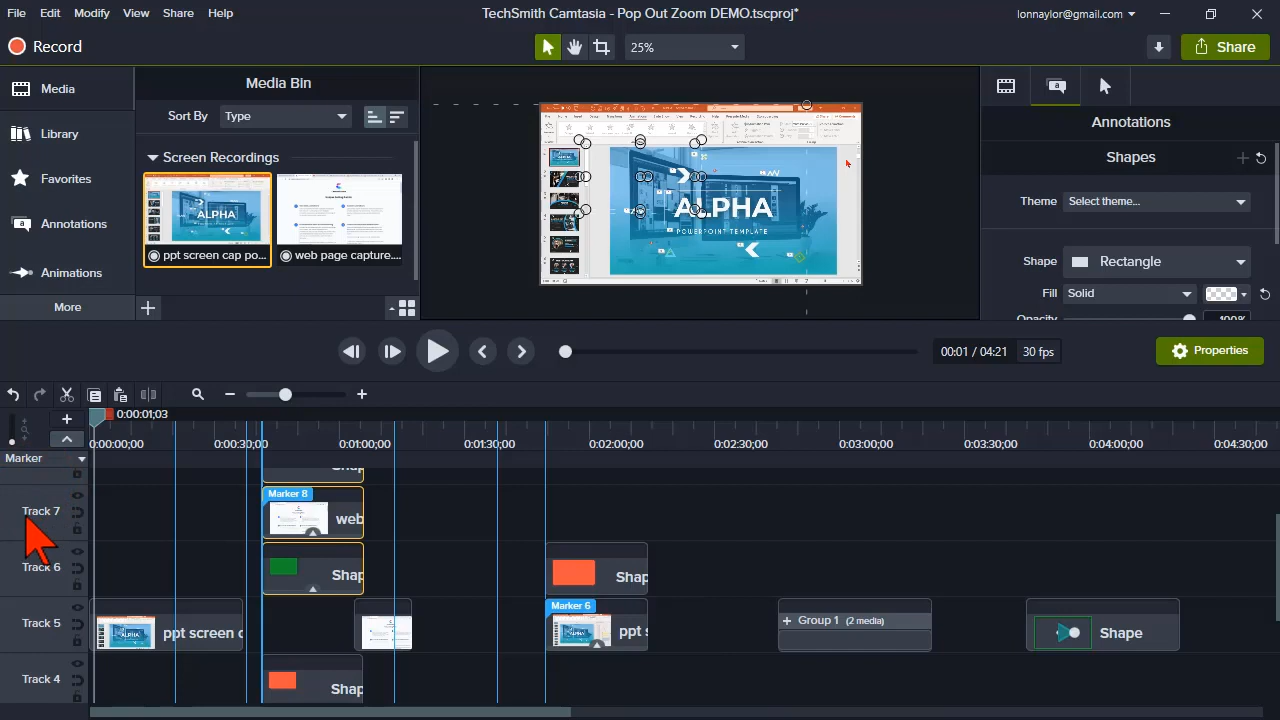 File Edit Modify View Share Help
TechSmith Camtasia - Pop Out Zoom DEMO.tscproj*
lonnaylor@gmail.com
Record
25%
Share
Media
Media Bin
Sort By Type
Favorites
Animations
More
Screen Recordings
ALPHA
ppt screen cap po...
web page capture....
ALPHA
POWERPOINT TEMPLATE
Annotations
Shapes
Theme Select theme...
Shape Rectangle
Fill Solid
Opacity 100%
00:01 / 04:21 30 fps
Properties
0:00:01;03
0:00:00;00 0:00:30;00 0:01:00;00 0:01:30;00 0:02:00;00 0:02:30;00 0:03:00;00 0:03:30;00 0:04:00;00 0:04:30;00
Marker
Shap
Track 7
Marker 8
web
Track 6
Shap
Shap
Track 5
ppt screen c
Marker 6
ppt s
Group 1 (2 media)
Shape
Track 4
Shap